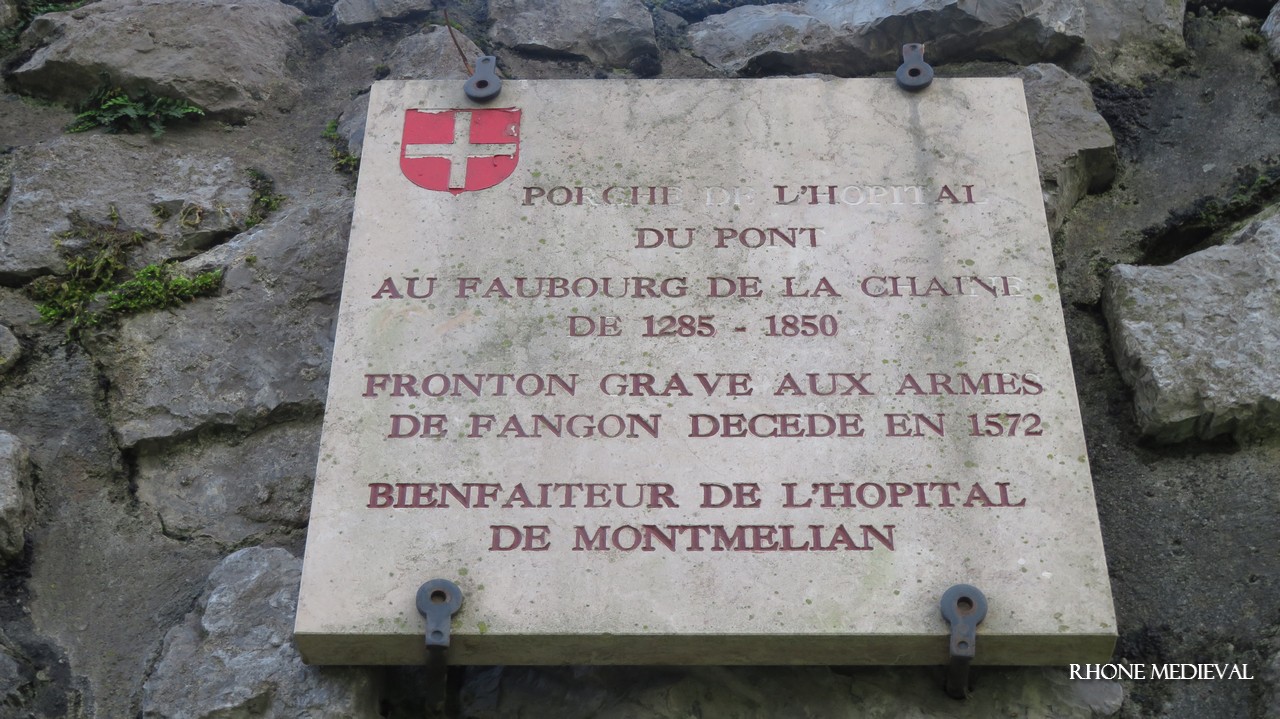 PORCHE DE L'HOPITAL
DU PONT
AU FAUBOURG DE LA CHAINE
DE 1285 - 1850
FRONTON GRAVE AUX ARMES
DE FANGON DECEDE EN 1572
BIENFAITEUR DE L'HOPITAL
DE MONTMELIAN
RHONE MEDIEVAL